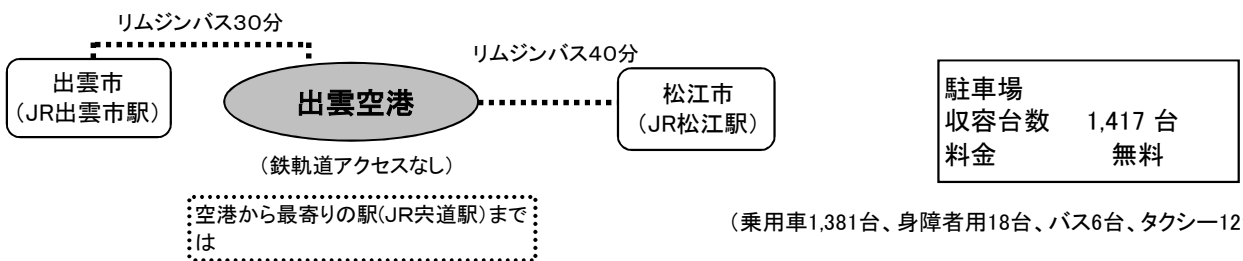 リムジンバス30分
リムジンバス40分
出雲市
(JR出雲市駅)
出雲空港
松江市
(JR松江駅)
(鉄軌道アクセスなし)
空港から最寄りの駅(JR宍道駅)まで
は
駐車場
収容台数 1,417 台
料金 無料
(乗用車1,381台、身障者用18台、バス6台、タクシー12